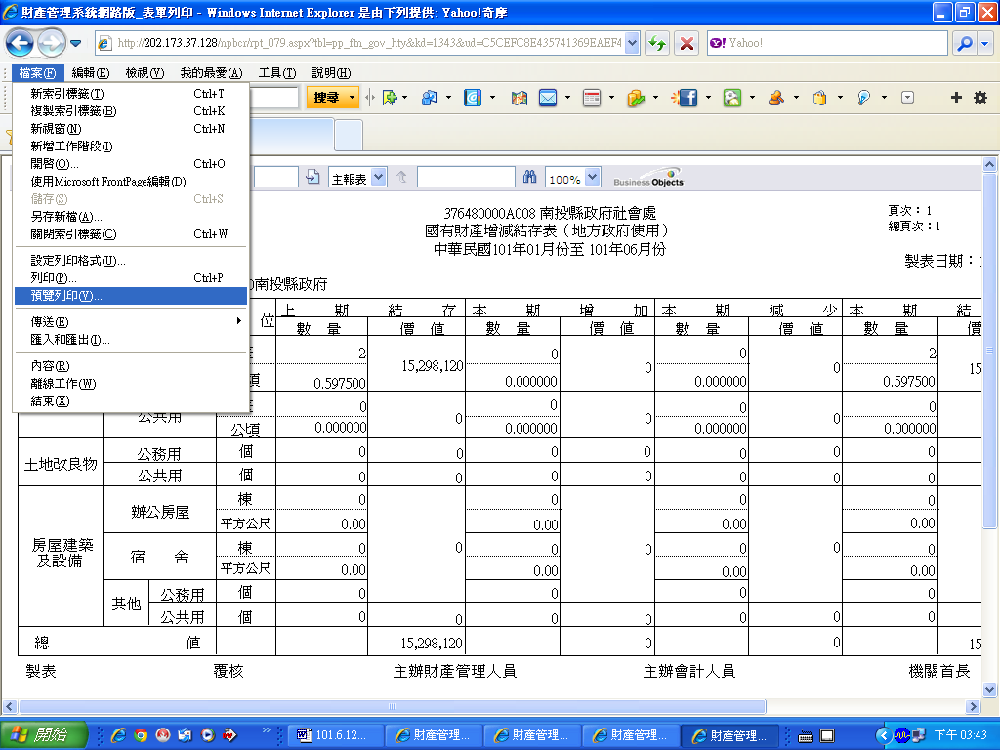 財產管理系統網路版_表單列印 - Windows Internet Explorer 是由下列提供: Yahoo!奇摩
http://202.173.37.128/npbcr/rpt_079.aspx?tbl=pp_ftn_gov_hty&kd=1343&ud=C5CEFC8E435741369EAEF4
Yahoo!
檔案(F) 編輯(E) 檢視(V) 我的最愛(A) 工具(T) 說明(H)
搜尋
新索引標籤(T) Ctrl+T
複製索引標籤(B) Ctrl+K
新視窗(N) Ctrl+N
新增工作階段(I)
開啓(O)... Ctrl+O
使用Microsoft FrontPage編輯(D)
儲存(S) Ctrl+S
另存新檔(A)...
關閉索引標籤(C) Ctrl+W
設定列印格式(U)...
列印(P)... Ctrl+P
預覽列印(V)...
傳送(E)
匯入和匯出(I)...
內容(R)
離線工作(W)
結束(X)
主報表 100% Business Objects
376480000A008 南投縣政府社會處
國有財產增減結存表（地方政府使用）
中華民國101年01月份至 101年06月份
頁次：1
總頁次：1
製表日期：
南投縣政府
位 上 期 結 存 本 期 增 加 本 期 減 少 本 期 結
數 量 價 值 數 量 價 值 數 量 價 值 數 量 價
2 15,298,120 0 0 0 0 2 15
0.597500 0.000000 0.000000 0.597500
公共用 0 0 0 0 0 0 0
公頃 0.000000 0.000000 0.000000 0.000000
土地改良物 公務用 個 0 0 0 0 0 0 0
公共用 個 0 0 0 0 0 0 0
房屋建築及設備 辦公房屋 棟 0 0 0 0
平方公尺 0.00 0.00 0.00 0.00
宿 舍 棟 0 0 0 0 0 0 0
平方公尺 0.00 0.00 0.00 0.00
其他 公務用 個 0 0 0 0
公共用 個 0 0 0 0 0 0 0
總 值 15,298,120 0 0 15
製表 覆核 主辦財產管理人員 主辦會計人員 機關首長
開始 101.6.12... 財產管理... 財產管理... 財產管理... 財產管理... 下午 03:43